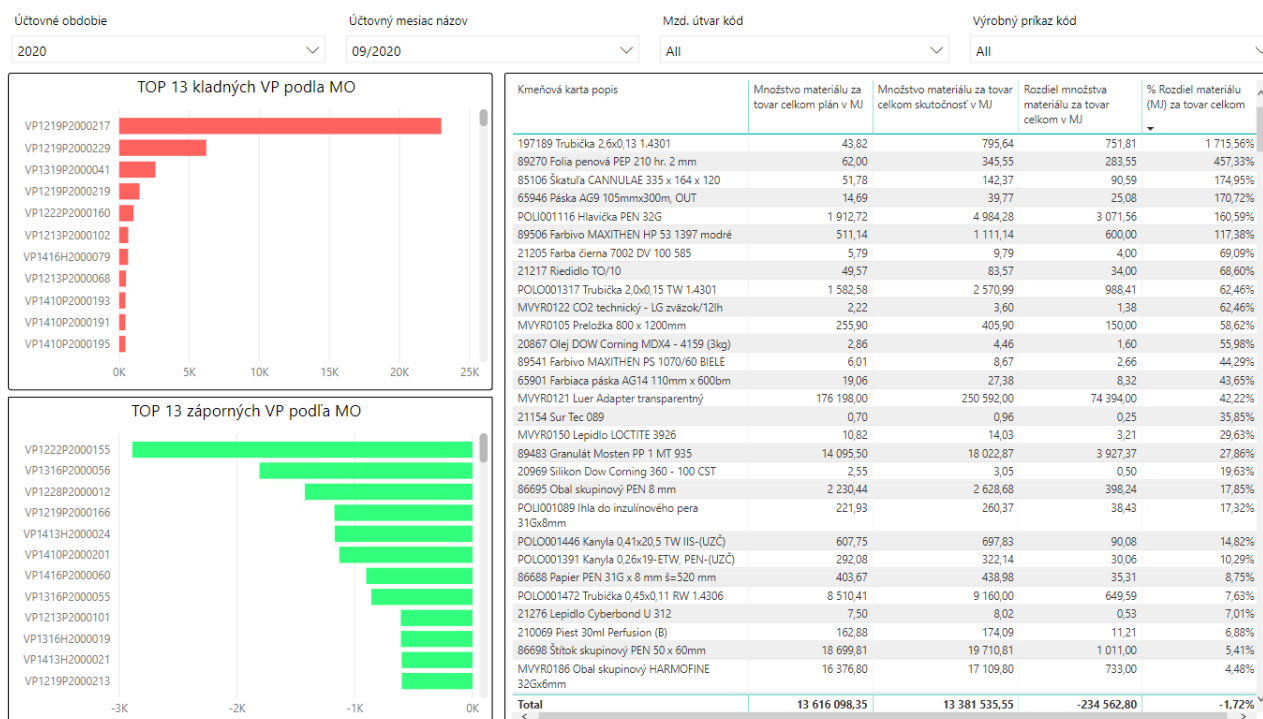 Účtovné obdobie
Účtovný mesiac názov
Mzd. útvar kód
Výrobný príkaz kód
2020
09/2020
All
All
TOP 13 kladných VP podla MO
VP1219P2000217
VP1219P2000229
VP1319P2000041
VP1219P2000219
VP1222P2000160
VP1213P2000102
VP1416H2000079
VP1213P2000068
VP1410P2000193
VP1410P2000191
VP1410P2000195
0K 5K 10K 15K 20K 25K
TOP 13 záporných VP podľa MO
VP1222P2000155
VP1316P2000056
VP1228P2000012
VP1219P2000166
VP1413H2000024
VP1410P2000201
VP1416P2000060
VP1316P2000055
VP1213P2000101
VP1316H2000019
VP1413H2000021
VP1219P2000213
-3K -2K -1K 0K
Kmeňová karta popis
Množstvo materiálu za
tovar celkom plán v MJ
Množstvo materiálu za tovar
celkom skutočnosť v MJ
Rozdiel množstva
materiálu za tovar
celkom v MJ
% Rozdiel materiálu
(MJ) za tovar celkom
197189 Trubička 2,6x0,13 1.4301 43,82 795,64 751,81 1 715,56%
89270 Folia penová PEP 210 hr. 2 mm 62,00 345,55 283,55 457,33%
85106 Škatuľa CANNULAE 335 x 164 x 120 51,78 142,37 90,59 174,95%
65946 Páska AG9 105mmx300m, OUT 14,69 39,77 25,08 170,72%
POLI001116 Hlavička PEN 32G 1 912,72 4 984,28 3 071,56 160,59%
89506 Farbivo MAXITHEN HP 53 1397 modré 511,14 1 111,14 600,00 117,38%
21205 Farba čierna 7002 DV 100 585 5,79 9,79 4,00 69,09%
21217 Riedidlo TO/10 49,57 83,57 34,00 68,60%
POLO001317 Trubička 2,0x0,15 TW 1.4301 1 582,58 2 570,99 988,41 62,46%
MVYR0122 CO2 technický - LG zväzok/12lh 2,22 3,60 1,38 62,46%
MVYR0105 Preložka 800 x 1200mm 255,90 405,90 150,00 58,62%
20867 Olej DOW Corning MDX4 - 4159 (3kg) 2,86 4,46 1,60 55,98%
89541 Farbivo MAXITHEN PS 1070/60 BIELE 6,01 8,67 2,66 44,29%
65901 Farbiaca páska AG14 110mm x 600bm 19,06 27,38 8,32 43,65%
MVYR0121 Luer Adapter transparentný 176 198,00 250 592,00 74 394,00 42,22%
21154 Sur Tec 089 0,70 0,96 0,25 35,85%
MVYR0150 Lepidlo LOCTITE 3926 10,82 14,03 3,21 29,63%
89483 Granulát Mosten PP 1 MT 935 14 095,50 18 022,87 3 927,37 27,86%
20969 Silikon Dow Corning 360 - 100 CST 2,55 3,05 0,50 19,63%
86695 Obal skupinový PEN 8 mm 2 230,44 2 628,68 398,24 17,85%
POLI001089 Ihla do inzulínového pera
31Gx8mm 221,93 260,37 38,43 17,32%
POLO001446 Kanyla 0,41x20,5 TW IIS-(UZČ) 607,75 697,83 90,08 14,82%
POLO001391 Kanyla 0,26x19-ETW, PEN-(UZČ) 292,08 322,14 30,06 10,29%
86688 Papier PEN 31G x 8 mm š=520 mm 403,67 438,98 35,31 8,75%
POLO001472 Trubička 0,45x0,11 RW 1.4306 8 510,41 9 160,00 649,59 7,63%
21276 Lepidlo Cyberbond U 312 7,50 8,02 0,53 7,01%
210069 Piest 30ml Perfusion (B) 162,88 174,09 11,21 6,88%
86698 Štítok skupinový PEN 50 x 60mm 18 699,81 19 710,81 1 011,00 5,41%
MVYR0186 Obal skupinový HARMOFINE
32Gx6mm 16 376,80 17 109,80 733,00 4,48%
Total 13 616 098,35 13 381 535,55 -234 562,80 -1,72%